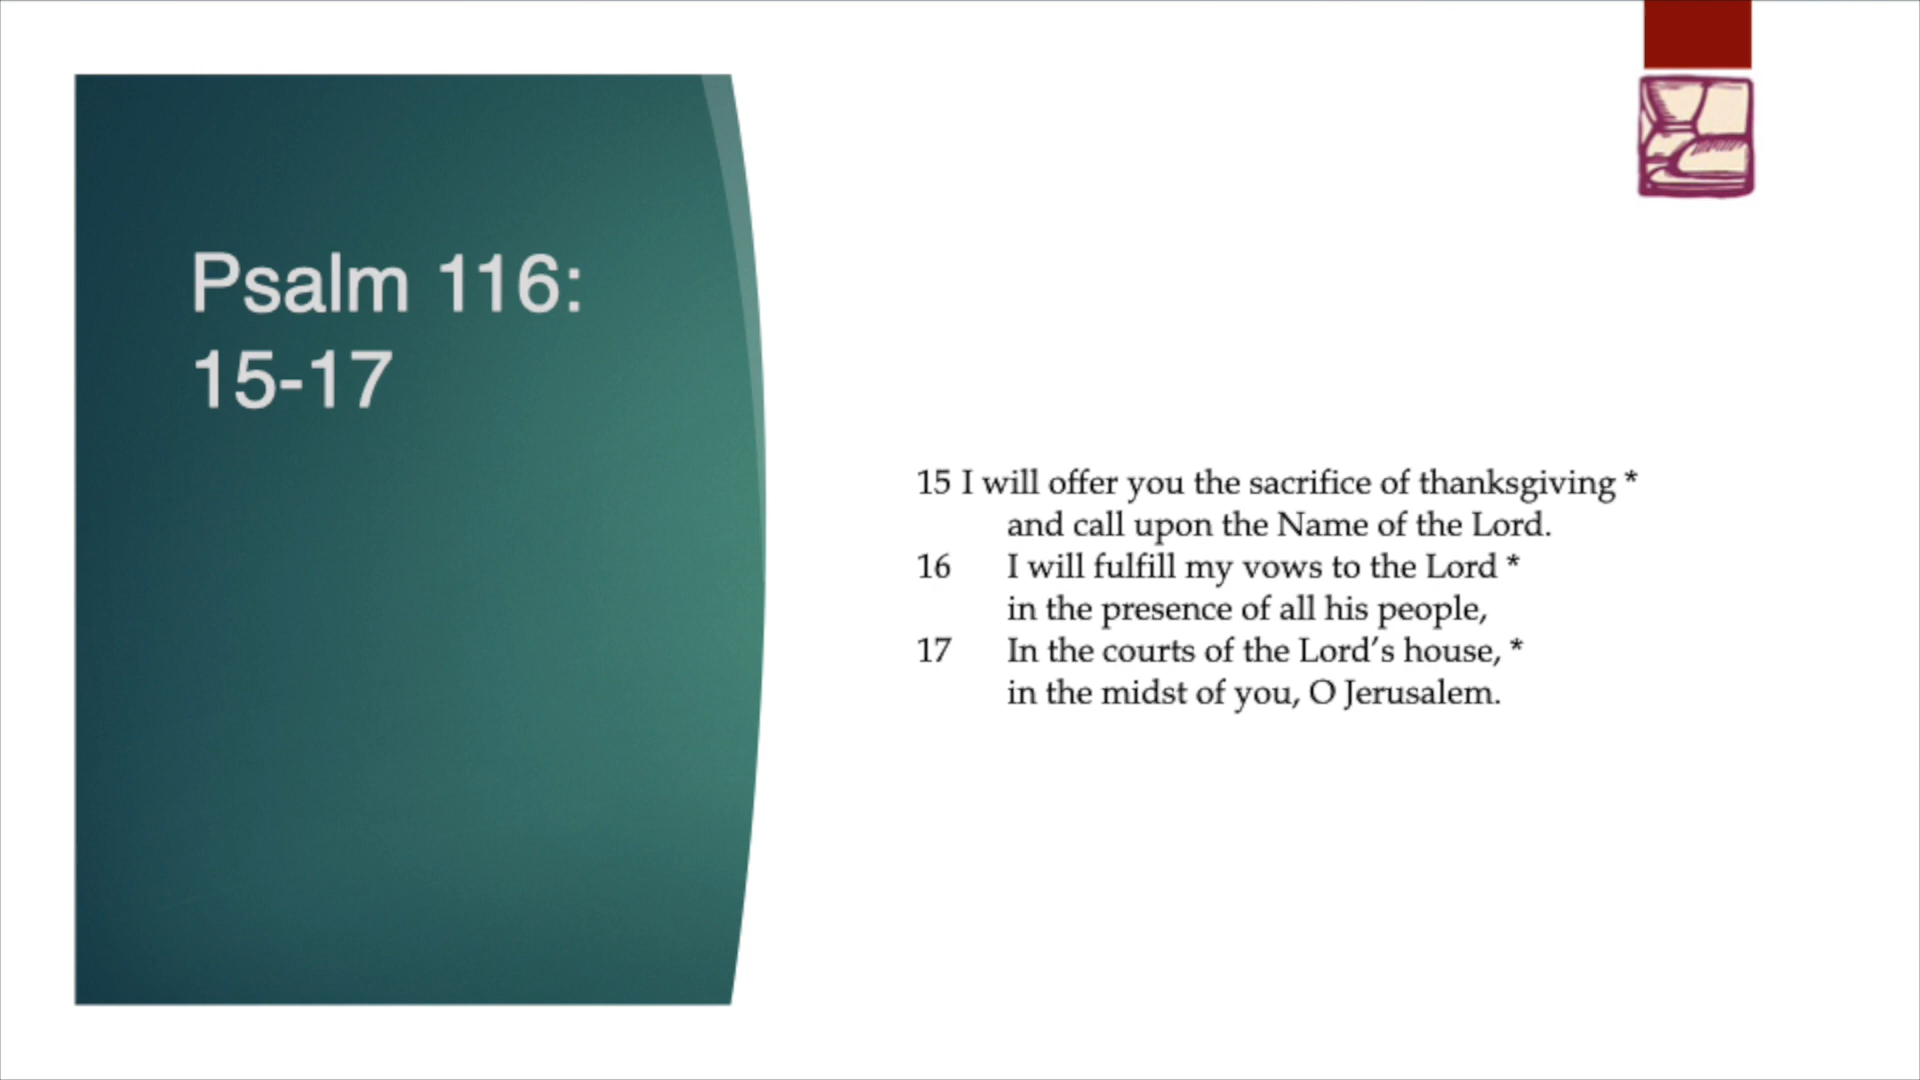 Psalm 116:
15-17
15 I will offer you the sacrifice of thanksgiving *
and call upon the Name of the Lord.
16 I will fulfill my vows to the Lord *
in the presence of all his people,
17 In the courts of the Lord’s house, *
in the midst of you, O Jerusalem.